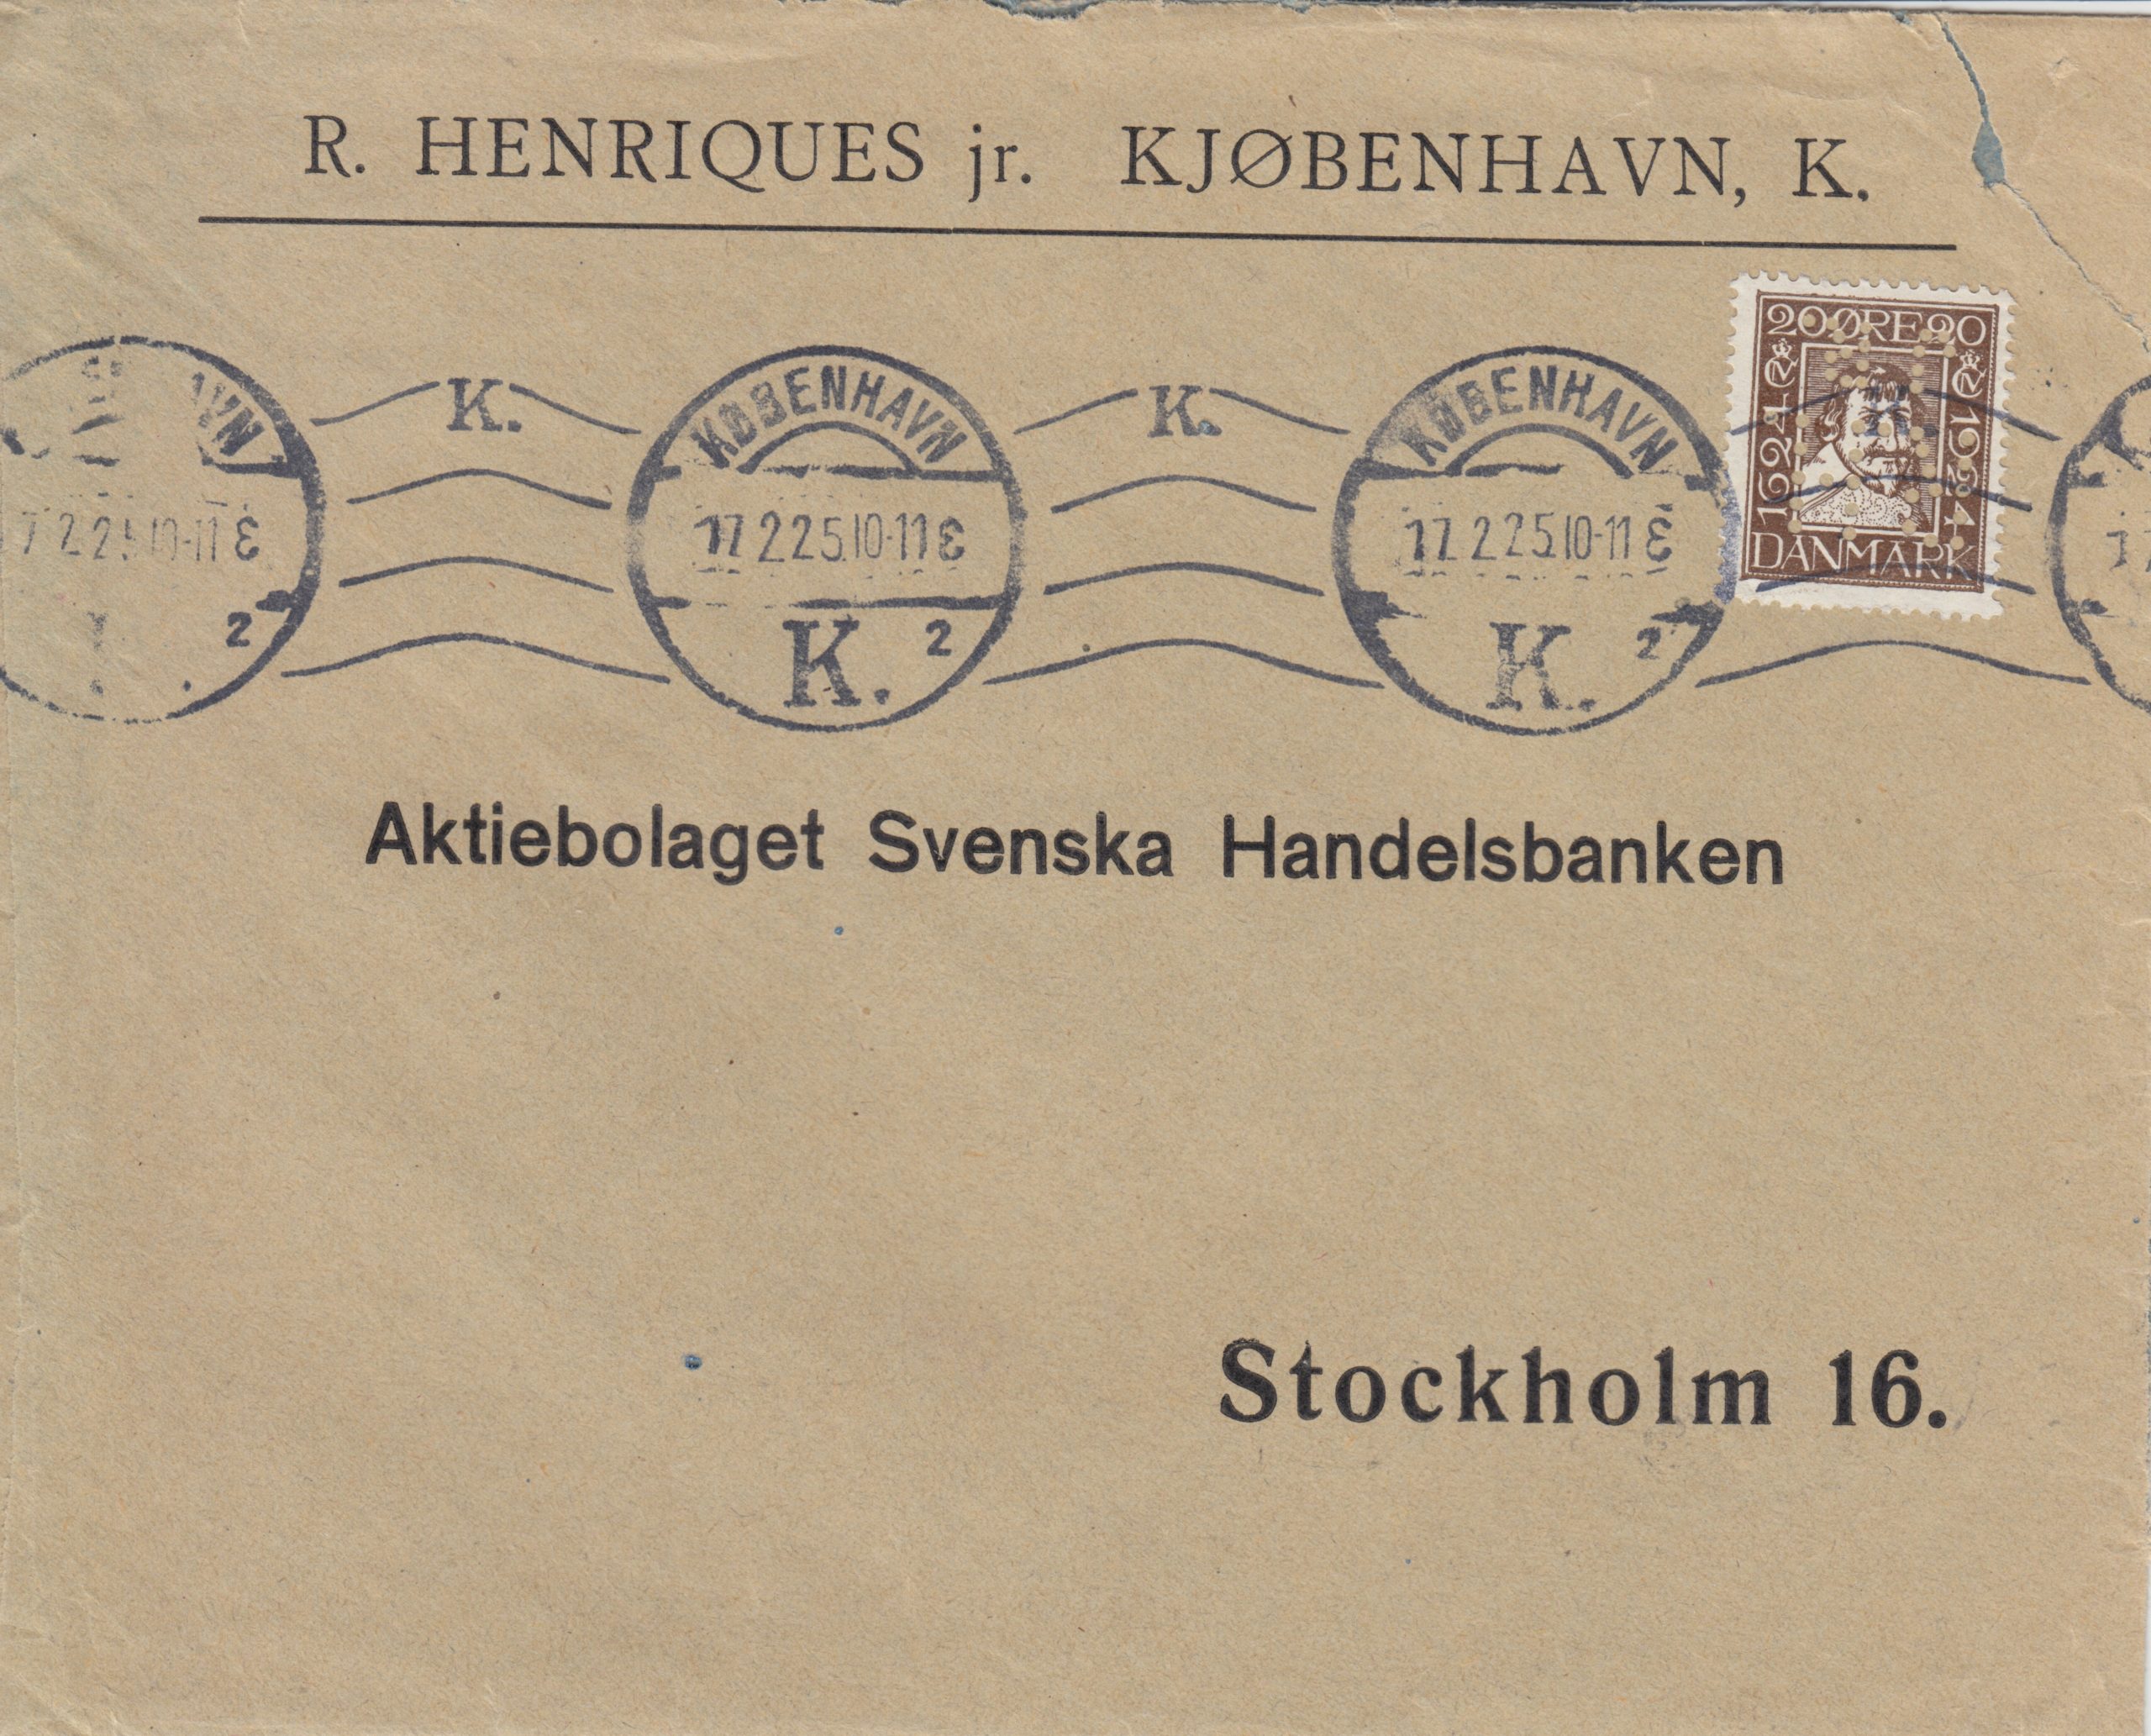 R. HENRIQUES jr. KJØBENHAVN, K.
20 ØRE 20
1624 1924
DANMARK
K. K.
KØBENHAVN KØBENHAVN
17 2 25 10-11 E 17 2 25 10-11 E
2 K. 2 K. 2
Aktiebolaget Svenska Handelsbanken
Stockholm 16.